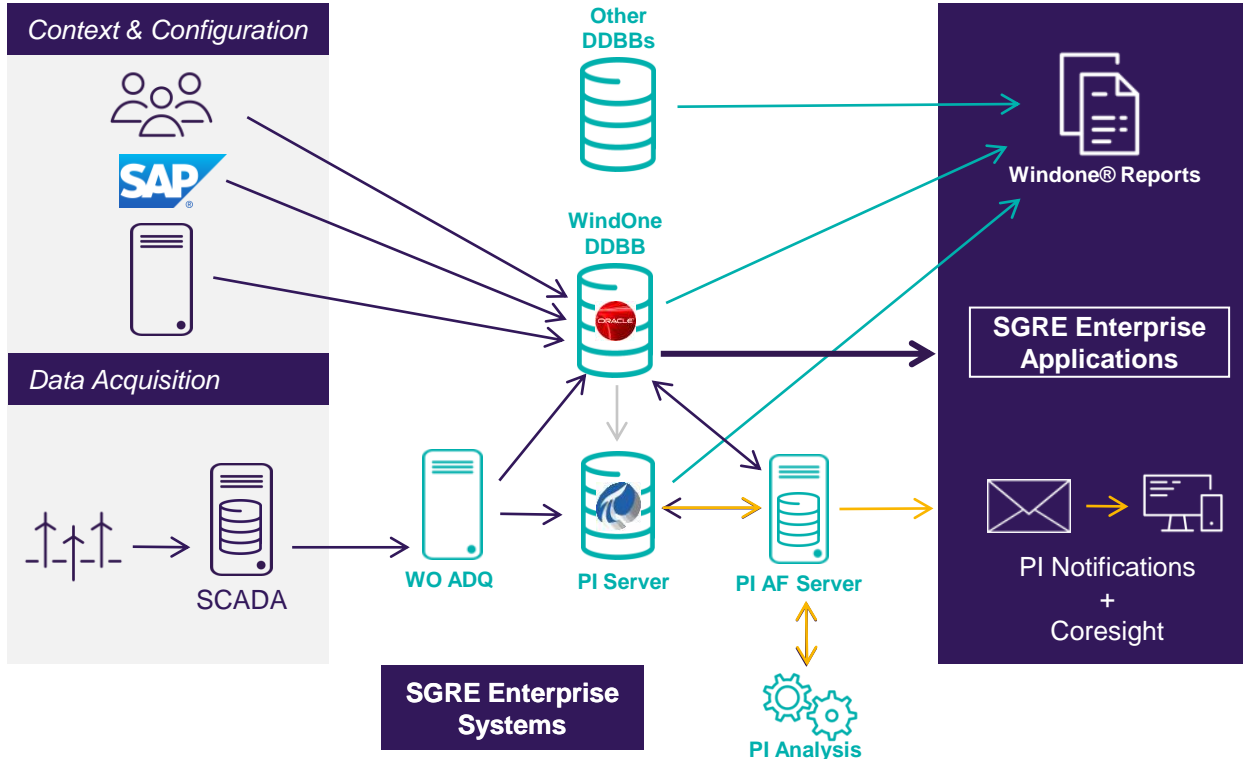 Context & Configuration
SAP
®
Data Acquisition
SCADA
Other
DDBBs
WindOne
DDBB
ORACLE
WO ADQ
PI Server
PI AF Server
PI Analysis
SGRE Enterprise
Systems
Windone® Reports
SGRE Enterprise
Applications
PI Notifications
+
Coresight